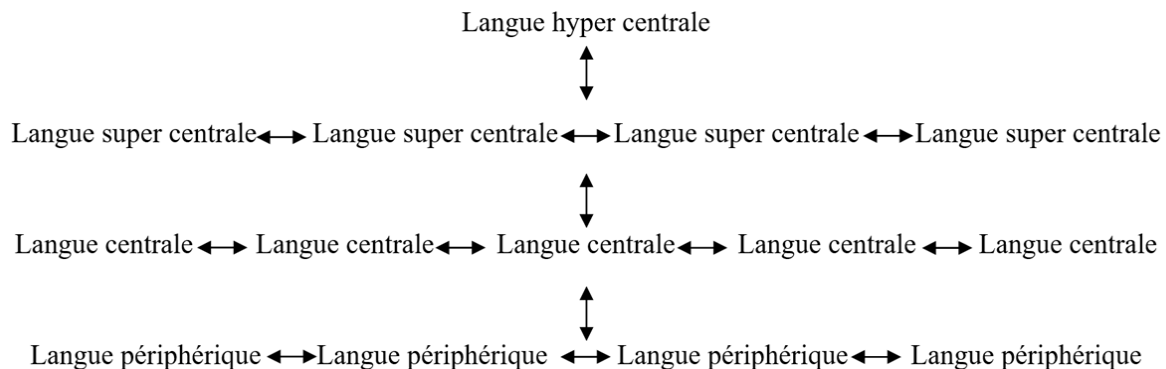 Langue hyper centrale
Langue super centrale Langue super centrale Langue super centrale Langue super centrale
Langue centrale Langue centrale Langue centrale Langue centrale Langue centrale
Langue périphérique Langue périphérique Langue périphérique Langue périphérique